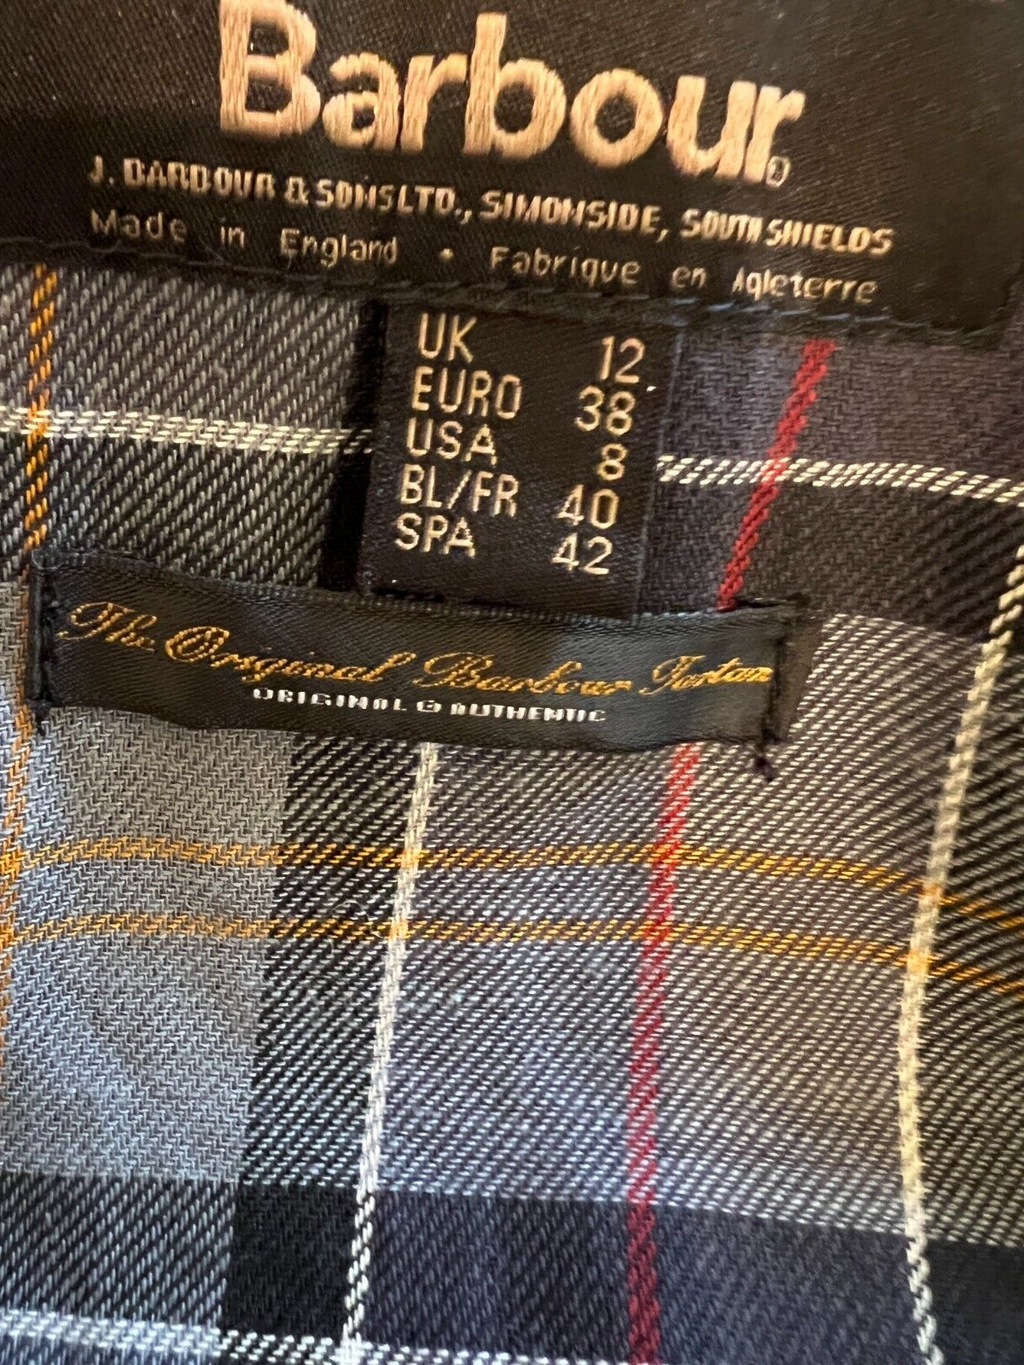 Barbour®
J. BARBOUR & SONS LTD., SIMONSIDE, SOUTH SHIELDS
Made in England • Fabrique en Agleterre
UK 12
EURO 38
USA 8
BL/FR 40
SPA 42
The Original Barbour Tartan
ORIGINAL & AUTHENTIC